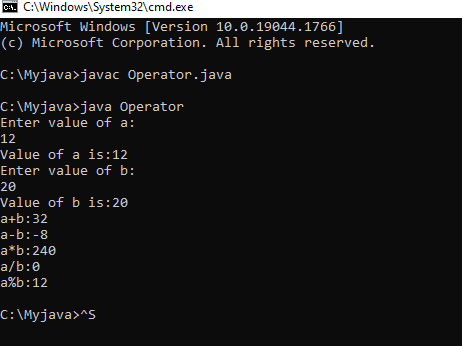 C:\Windows\System32\cmd.exe
Microsoft Windows [Version 10.0.19044.1766]
(c) Microsoft Corporation. All rights reserved.
C:\Myjava>javac Operator.java
C:\Myjava>java Operator
Enter value of a:
12
Value of a is:12
Enter value of b:
20
Value of b is:20
a+b:32
a-b:-8
a*b:240
a/b:0
a%b:12
C:\Myjava>^S